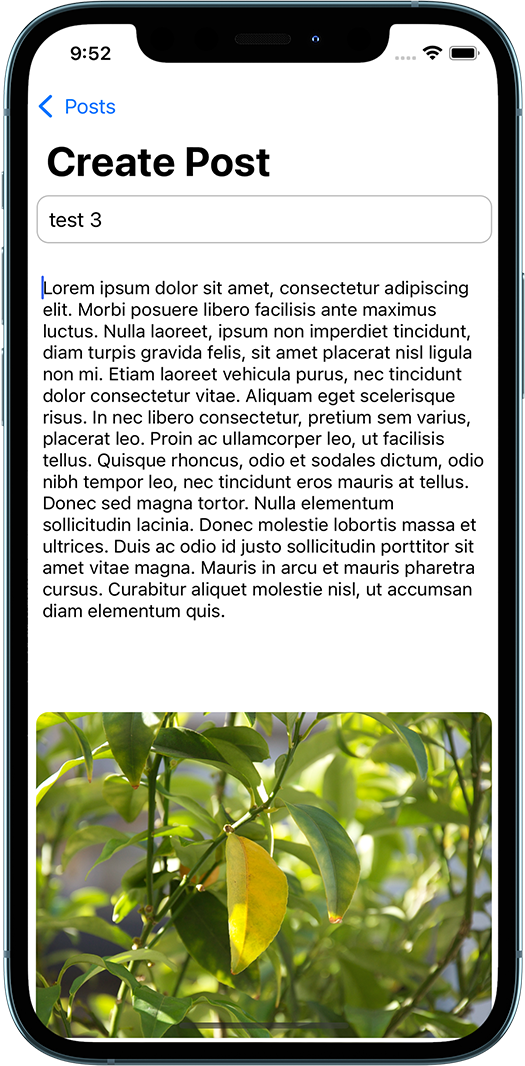 9:52
Posts
Create Post
test 3
Lorem ipsum dolor sit amet, consectetur adipiscing
elit. Morbi posuere libero facilisis ante maximus
luctus. Nulla laoreet, ipsum non imperdiet tincidunt,
diam turpis gravida felis, sit amet placerat nisl ligula
non mi. Etiam laoreet vehicula purus, nec tincidunt
dolor consectetur vitae. Aliquam eget scelerisque
risus. In nec libero consectetur, pretium sem varius,
placerat leo. Proin ac ullamcorper leo, ut facilisis
tellus. Quisque rhoncus, odio et sodales dictum, odio
nibh tempor leo, nec tincidunt eros mauris at tellus.
Donec sed magna tortor. Nulla elementum
sollicitudin lacinia. Donec molestie lobortis massa et
ultrices. Duis ac odio id justo sollicitudin porttitor sit
amet vitae magna. Mauris in arcu et mauris pharetra
cursus. Curabitur aliquet molestie nisl, ut accumsan
diam elementum quis.